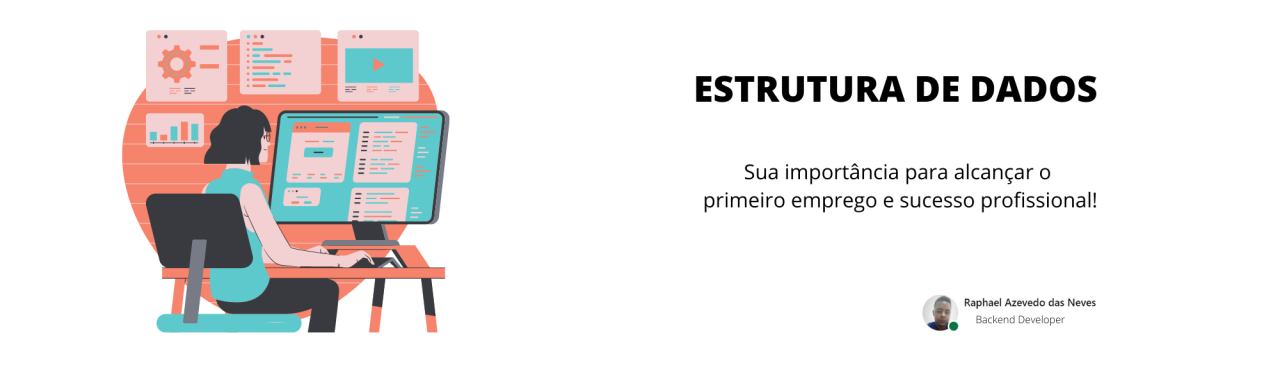 ESTRUTURA DE DADOS
Sua importância para alcançar o
primeiro emprego e sucesso profissional!
Raphael Azevedo das Neves
Backend Developer